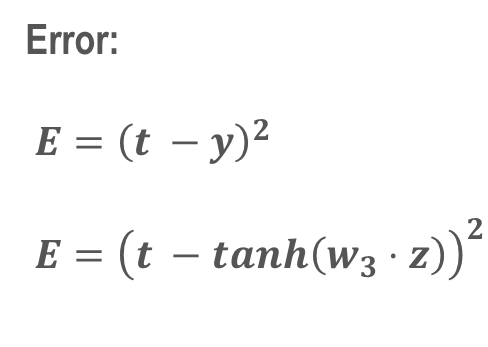 Error:
E = (t − y)²
E = (t − tanh(w₃ · z))²